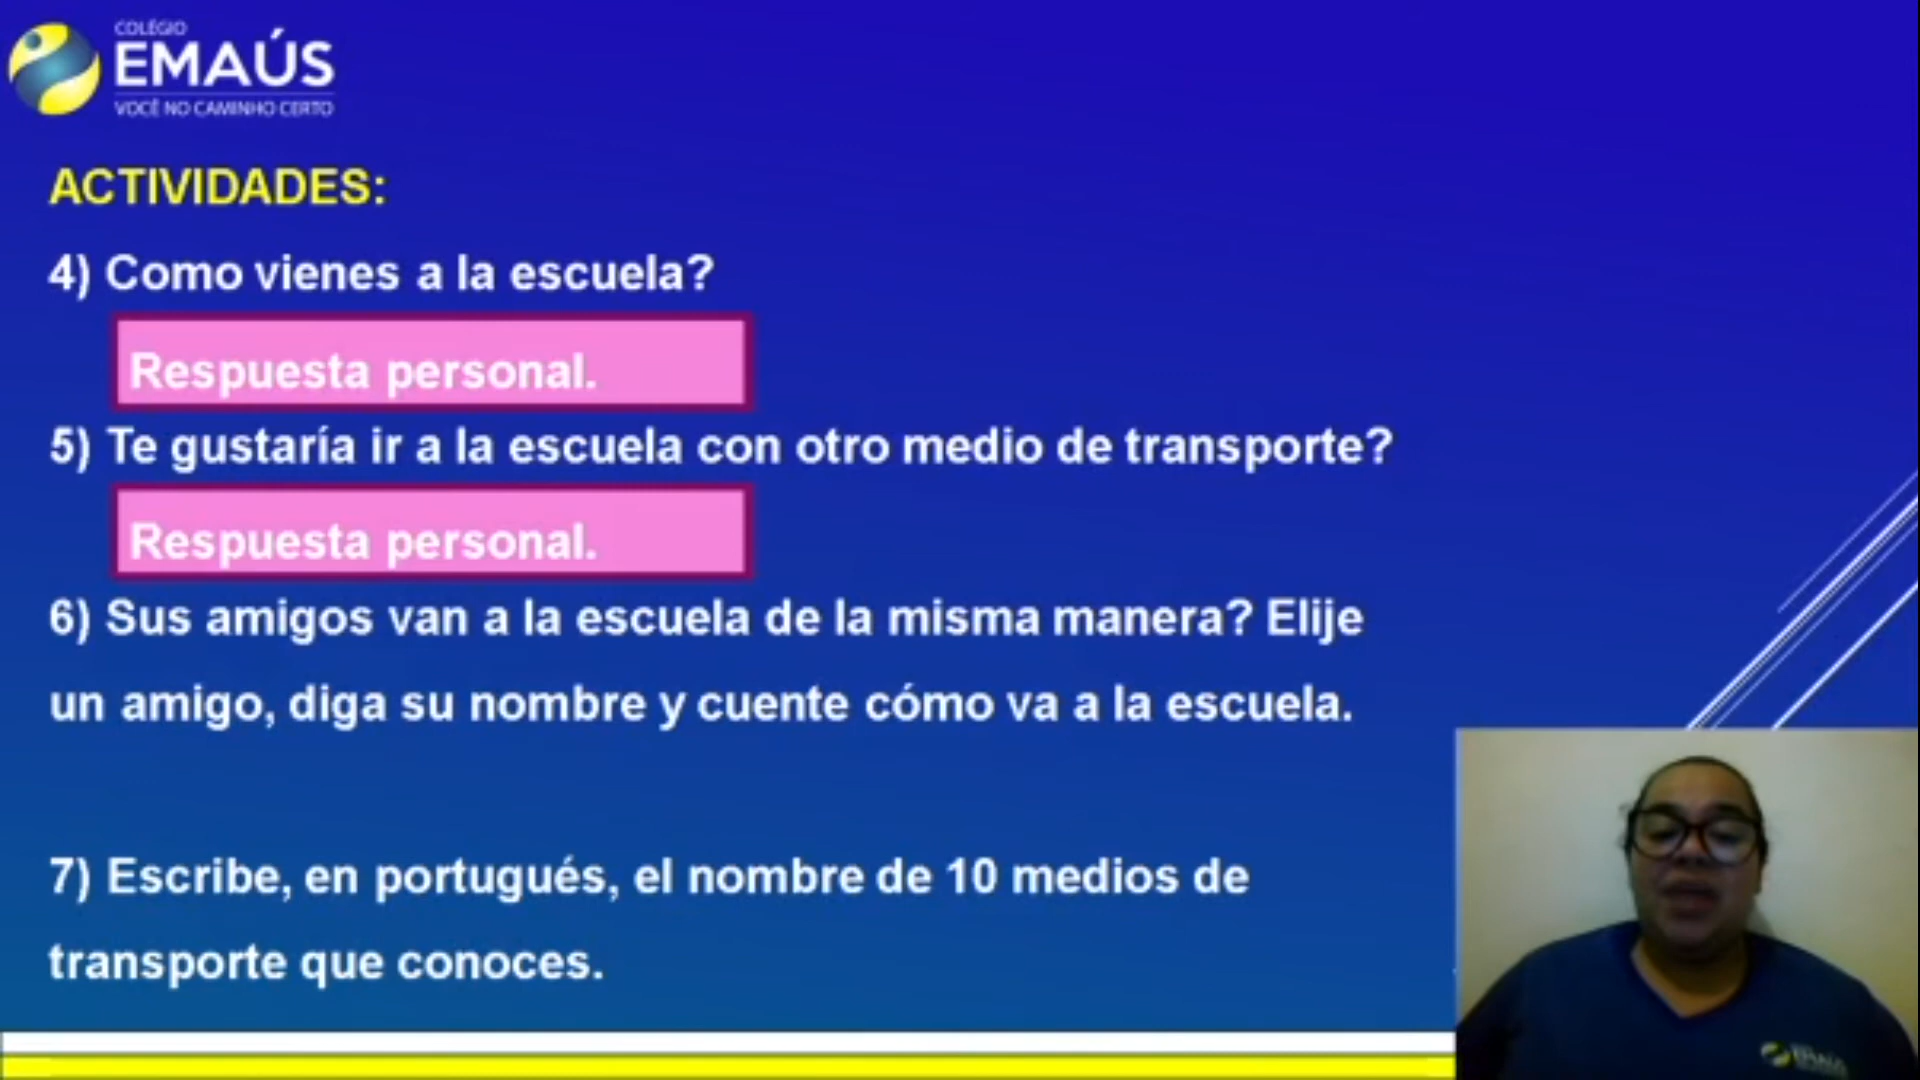 COLÉGIO
EMAÚS
VOCÊ NO CAMINHO CERTO
ACTIVIDADES:
4) Como vienes a la escuela?
Respuesta personal.
5) Te gustaría ir a la escuela con otro medio de transporte?
Respuesta personal.
6) Sus amigos van a la escuela de la misma manera? Elije
un amigo, diga su nombre y cuente cómo va a la escuela.
7) Escribe, en portugués, el nombre de 10 medios de
transporte que conoces.